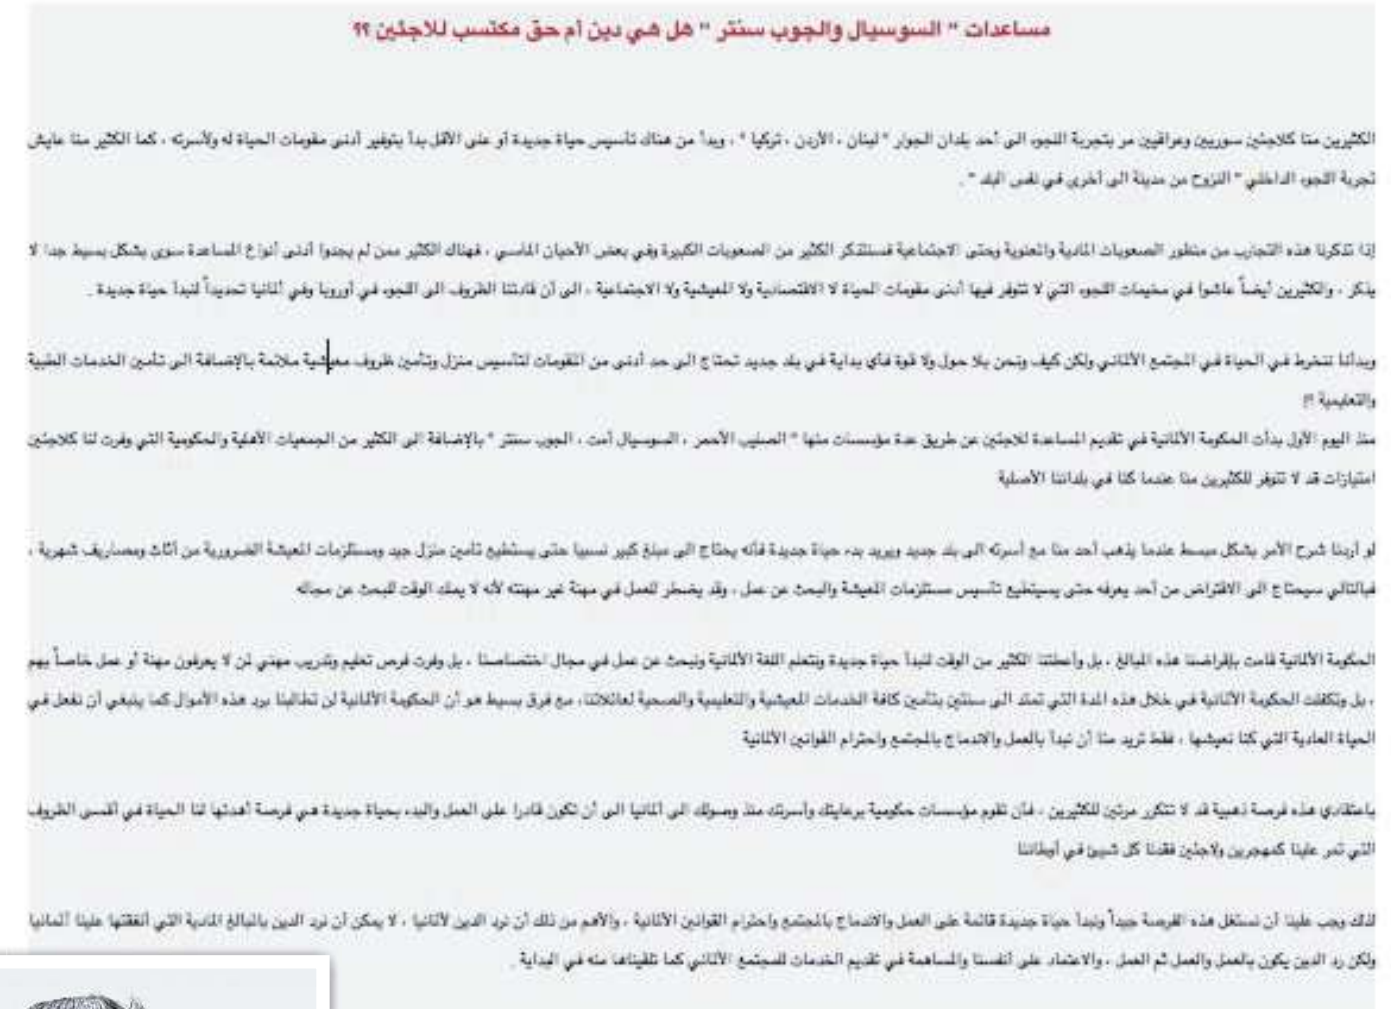 مساعدات " السوسيال والجوب سنتر " هل هي دين أم حق مكتسب للاجئين ؟؟
الكثيرين منا كلاجئين سوريين وعراقيين مر بتجربة اللجوء الى أحد بلدان الجوار " لبنان ، الأردن ، تركيا " ، وبدأ من هناك تأسيس حياة جديدة أو على الأقل بدأ بتوفير أدنى مقومات الحياة له ولأسرته ، كما الكثير منا عايش
تجربة اللجوء الداخلي " النزوح من مدينة الى أخرى في نفس البلد " .
إذا تذكرنا هذه التجارب من منظور الصعوبات المادية والمعنوية وحتى الاجتماعية فسنتذكر الكثير من الصعوبات الكبيرة وفي بعض الأحيان المآسي ، فهناك الكثير ممن لم يجدوا أدنى أنواع المساعدة سوى بشكل بسيط جدا لا
يذكر ، والكثيرين أيضاً عاشوا في مخيمات اللجوء التي لا تتوفر فيها أدنى مقومات الحياة لا الاقتصادية ولا المعيشية ولا الاجتماعية ، الى أن قادتنا الظروف الى اللجوء في أوروبا وفي ألمانيا تحديداً لنبدأ حياة جديدة .
وبدأنا ننخرط في الحياة في المجتمع الألماني ولكن كيف ونحن بلا حول ولا قوة فأي بداية في بلد جديد تحتاج الى حد أدنى من المقومات لتأسيس منزل وتأمين ظروف معيشية ملائمة بالإضافة الى تأمين الخدمات الطبية
والتعليمية ؟!
منذ اليوم الأول بدأت الحكومة الألمانية في تقديم المساعدة للاجئين عن طريق عدة مؤسسات منها " الصليب الأحمر ، السوسيال أمت ، الجوب سنتر " بالإضافة الى الكثير من الجمعيات الأهلية والحكومية التي وفرت لنا كلاجئين
امتيازات قد لا تتوفر للكثيرين منا عندما كنا في بلداننا الأصلية
لو أردنا شرح الأمر بشكل مبسط عندما يذهب أحد منا مع أسرته الى بلد جديد ويريد بدء حياة جديدة فأنه يحتاج الى مبلغ كبير نسبيا حتى يستطيع تأمين منزل جيد ومستلزمات المعيشة الضرورية من أثاث ومصاريف شهرية ،
فبالتالي سيحتاج الى الاقتراض من أحد يعرفه حتى يسيتطيع تأسيس مستلزمات المعيشة والبحث عن عمل ، وقد يضطر للعمل في مهنة غير مهنته لأنه لا يملك الوقت للبحث عن مجاله
الحكومة الألمانية قامت بإقراضنا هذه المبالغ ، بل وأعطتنا الكثير من الوقت لنبدأ حياة جديدة ونتعلم اللغة الألمانية ونبحث عن عمل في مجال اختصاصنا ، بل وفرت فرص تعليم وتدريب مهني لمن لا يعرفون مهنة أو عمل خاصاً بهم
، بل وتكفلت الحكومة الألمانية في خلال هذه المدة التي تمتد الى سنتين بتأمين كافة الخدمات المعيشية والتعليمية والصحية لعائلاتنا، مع فرق بسيط هو أن الحكومة الألمانية لن تطالبنا برد هذه الأموال كما ينبغي أن نفعل في
الحياة العادية التي كنا نعيشها ، فقط تريد منا أن نبدأ بالعمل والاندماج بالمجتمع واحترام القوانين الألمانية
باعتقادي هذه فرصة ذهبية قد لا تتكرر مرتين للكثيرين ، فأن تقوم مؤسسات حكومية برعايتك وأسرتك منذ وصولك الى ألمانيا الى أن تكون قادرا على العمل والبدء بحياة جديدة هي فرصة أهدتها لنا الحياة في أقسى الظروف
التي تمر علينا كمهجرين ولاجئين فقدنا كل شيئ في أوطاننا
لذلك وجب علينا أن نستغل هذه الفرصة جيداً ونبدأ حياة جديدة قائمة على العمل والاندماج بالمجتمع واحترام القوانين الألمانية ، والأهم من ذلك أن نرد الدين لألمانيا ، لا يمكن أن نرد الدين بالمبالغ المادية التي أنفقتها علينا ألمانيا
ولكن رد الدين يكون بالعمل والعمل ثم العمل ، والاعتماد على أنفسنا والمساهمة في تقديم الخدمات للمجتمع الألماني كما تلقيناها منه في البداية .